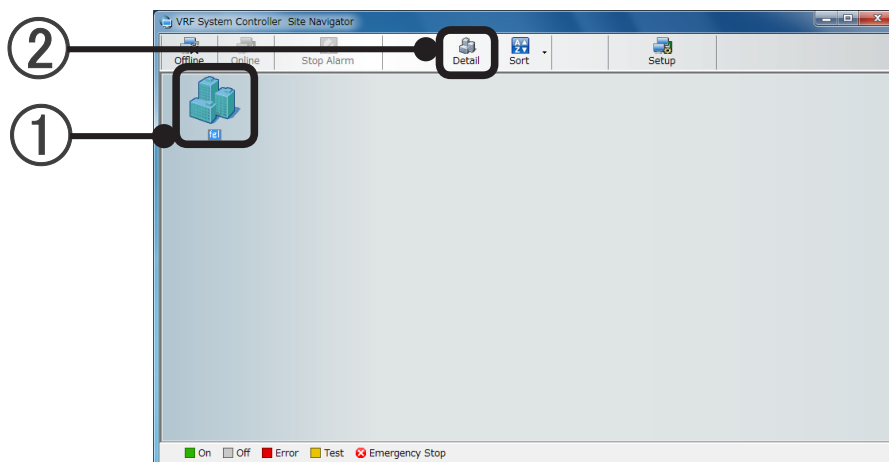 VRF System Controller Site Navigator
②
Offline Online Stop Alarm Detail Sort Setup
①
fgl
On Off Error Test Emergency Stop